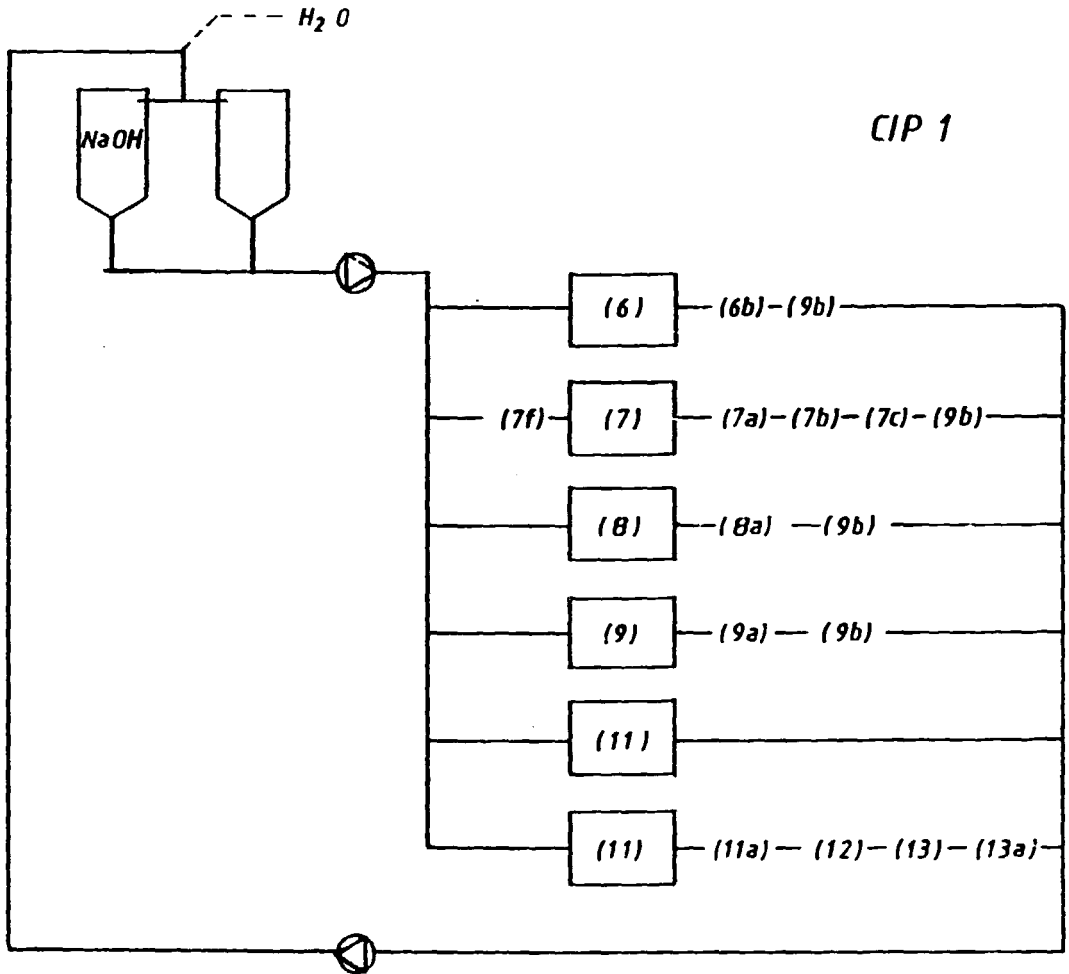 H₂O
CIP 1
NaOH
(6) (6b) - (9b)
(7f) (7) (7a) - (7b) - (7c) - (9b)
(8) (8a) - (9b)
(9) (9a) - (9b)
(11)
(11) (11a) - (12) - (13) - (13a)